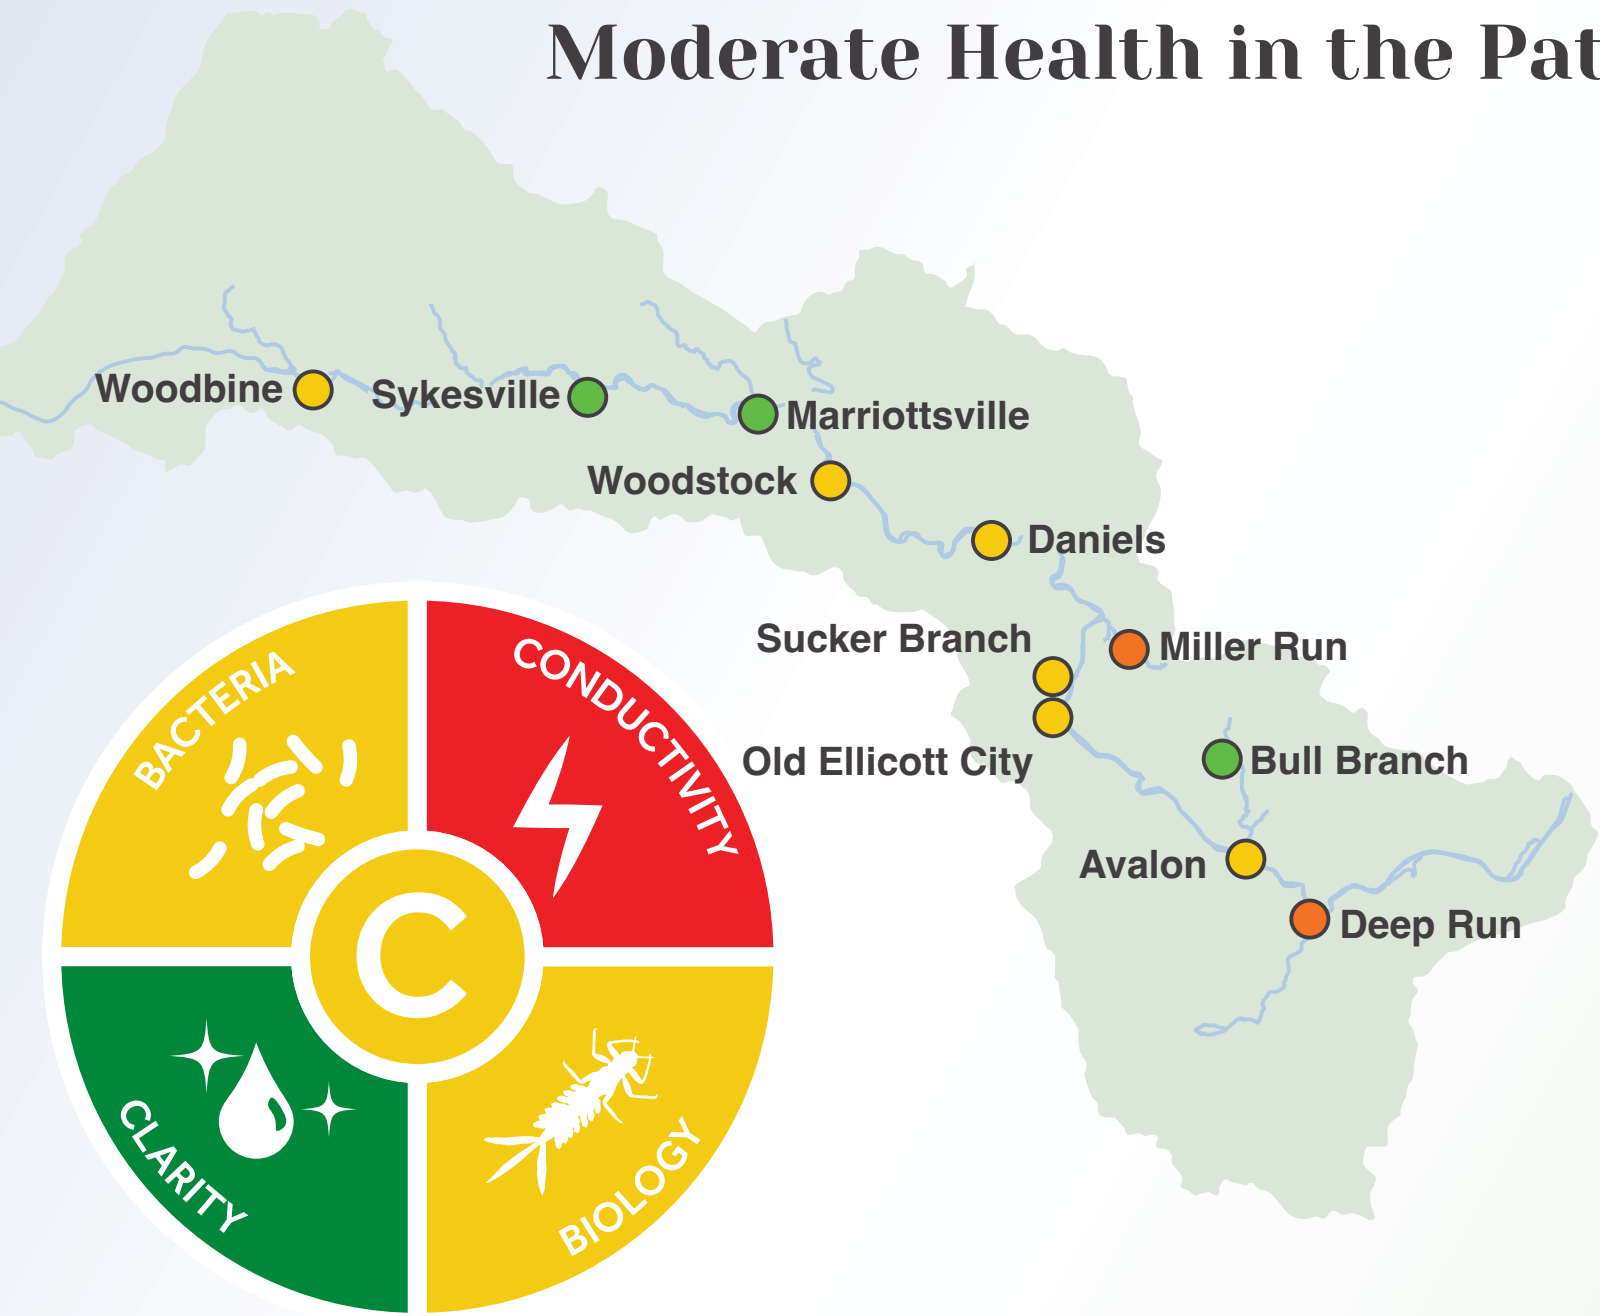 Moderate Health in the Pat
Woodbine
Sykesville
Marriottsville
Woodstock
Daniels
Sucker Branch
Miller Run
Old Ellicott City
Bull Branch
Avalon
Deep Run
BACTERIA
CONDUCTIVITY
C
CLARITY
BIOLOGY